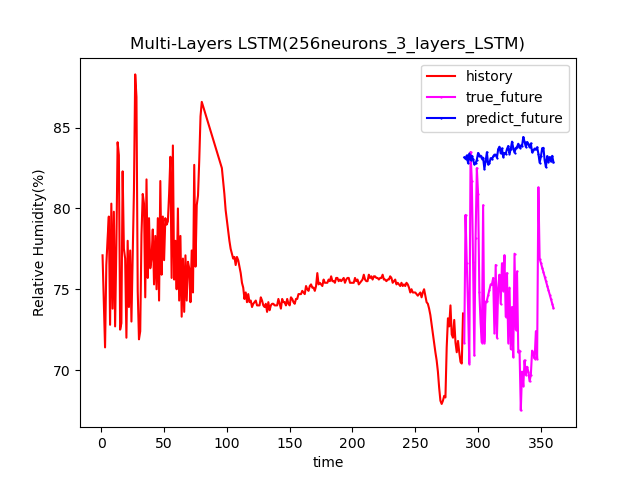 Multi-Layers LSTM(256neurons_3_layers_LSTM)
history
true_future
predict_future
Relative Humidity(%)
85
80
75
70
0 50 100 150 200 250 300 350
time